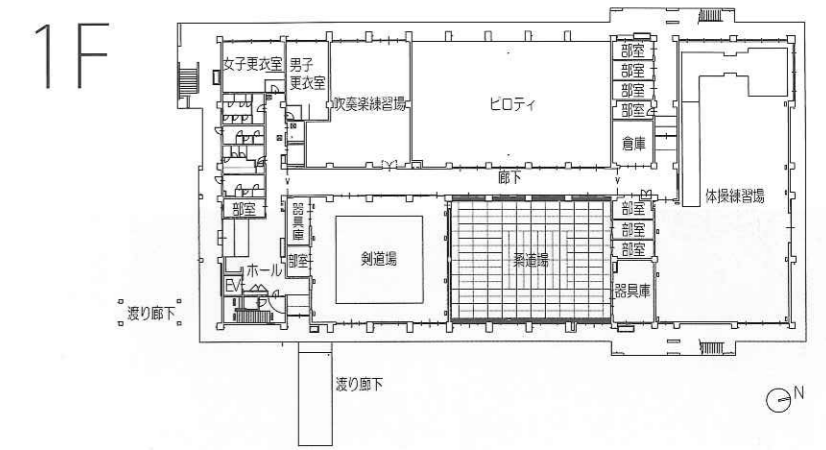 1F
女子更衣室
男子
更衣室
吹奏楽練習場
ピロティ
部室
部室
部室
部室
倉庫
廊下
体操練習場
部室
器具庫
部室
剣道場
柔道場
部室
部室
部室
器具庫
ホール
EV
渡り廊下
渡り廊下
N